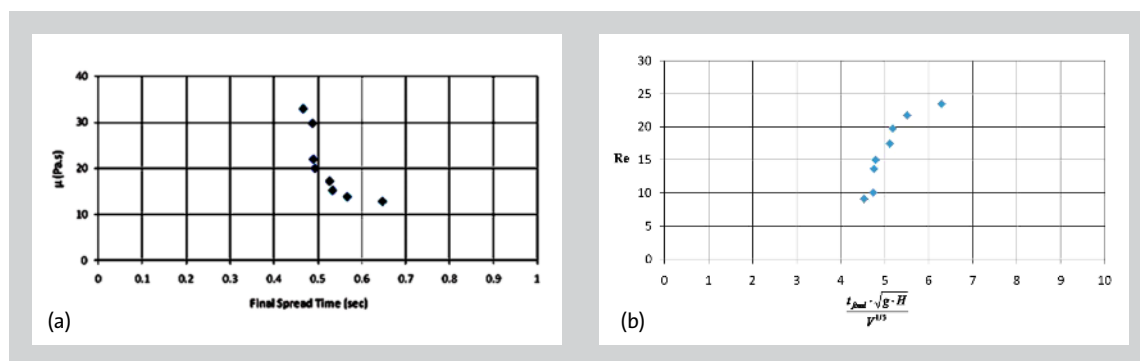 40
30
20
10
0
μ (Pa.s)
0 0.1 0.2 0.3 0.4 0.5 0.6 0.7 0.8 0.9 1
Final Spread Time (sec)
(a)
30
25
20
Re 15
10
5
0
0 1 2 3 4 5 6 7 8 9 10
t_final · √g · H
V^1/3
(b)